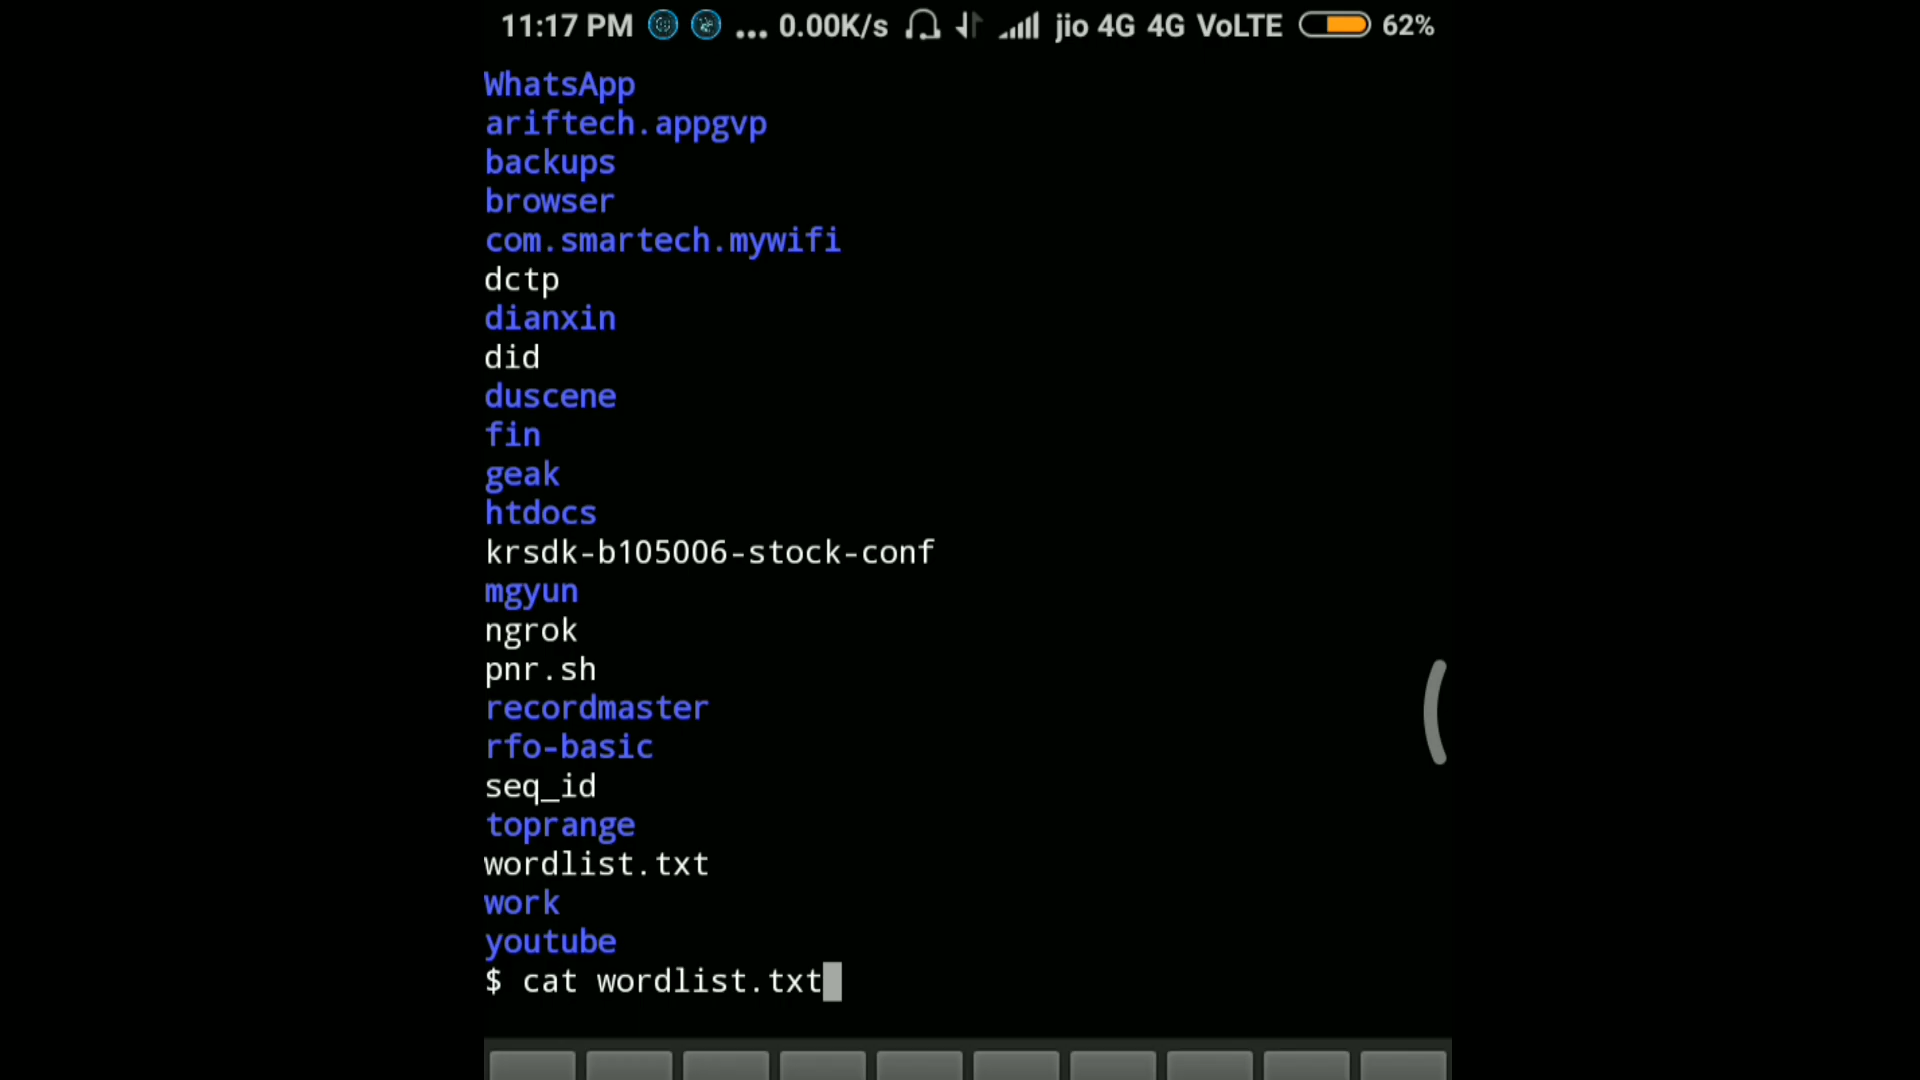 11:17 PM ... 0.00K/s jio 4G 4G VoLTE 62%
WhatsApp
ariftech.appgvp
backups
browser
com.smartech.mywifi
dctp
dianxin
did
duscene
fin
geak
htdocs
krsdk-b105006-stock-conf
mgyun
ngrok
pnr.sh
recordmaster
rfo-basic
seq_id
toprange
wordlist.txt
work
youtube
$ cat wordlist.txt